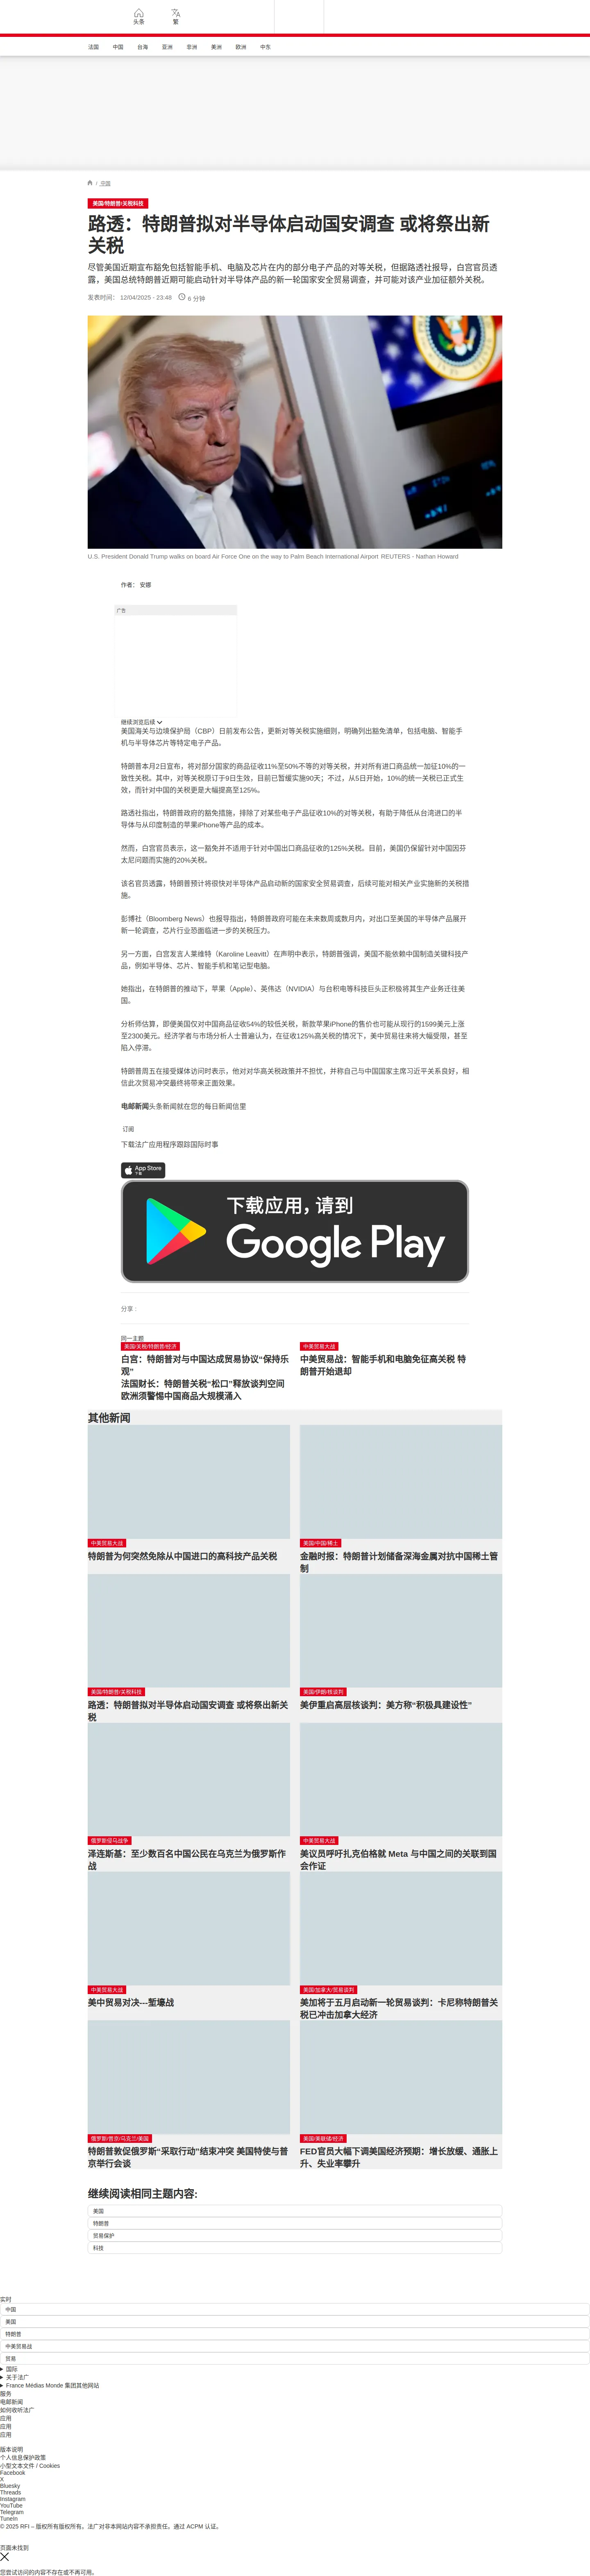 头条
繁
法国 中国 台海 亚洲 非洲 美洲 欧洲 中东
/ 中国
美国/特朗普/关税科技
路透：特朗普拟对半导体启动国安调查 或将祭出新
关税
尽管美国近期宣布豁免包括智能手机、电脑及芯片在内的部分电子产品的对等关税，但据路透社报导，白宫官员透
露，美国总统特朗普近期可能启动针对半导体产品的新一轮国家安全贸易调查，并可能对该产业加征额外关税。
发表时间： 12/04/2025 - 23:48 6 分钟
U.S. President Donald Trump walks on board Air Force One on the way to Palm Beach International Airport REUTERS - Nathan Howard
作者： 安娜
广告
继续浏览后续
美国海关与边境保护局（CBP）日前发布公告，更新对等关税实施细则，明确列出豁免清单，包括电脑、智能手
机与半导体芯片等特定电子产品。
特朗普本月2日宣布，将对部分国家的商品征收11%至50%不等的对等关税，并对所有进口商品统一加征10%的一
致性关税。其中，对等关税原订于9日生效，目前已暂缓实施90天；不过，从5日开始，10%的统一关税已正式生
效，而针对中国的关税更是大幅提高至125%。
路透社指出，特朗普政府的豁免措施，排除了对某些电子产品征收10%的对等关税，有助于降低从台湾进口的半
导体与从印度制造的苹果iPhone等产品的成本。
然而，白宫官员表示，这一豁免并不适用于针对中国出口商品征收的125%关税。目前，美国仍保留针对中国因芬
太尼问题而实施的20%关税。
该名官员透露，特朗普预计将很快对半导体产品启动新的国家安全贸易调查，后续可能对相关产业实施新的关税措
施。
彭博社（Bloomberg News）也报导指出，特朗普政府可能在未来数周或数月内，对出口至美国的半导体产品展开
新一轮调查，芯片行业恐面临进一步的关税压力。
另一方面，白宫发言人莱维特（Karoline Leavitt）在声明中表示，特朗普强调，美国不能依赖中国制造关键科技产
品，例如半导体、芯片、智能手机和笔记型电脑。
她指出，在特朗普的推动下，苹果（Apple）、英伟达（NVIDIA）与台积电等科技巨头正积极将其生产业务迁往美
国。
分析师估算，即便美国仅对中国商品征收54%的较低关税，新款苹果iPhone的售价也可能从现行的1599美元上涨
至2300美元。经济学者与市场分析人士普遍认为，在征收125%高关税的情况下，美中贸易往来将大幅受限，甚至
陷入停滞。
特朗普周五在接受媒体访问时表示，他对对华高关税政策并不担忧，并称自己与中国国家主席习近平关系良好，相
信此次贸易冲突最终将带来正面效果。
电邮新闻头条新闻就在您的每日新闻信里
订阅
下载法广应用程序跟踪国际时事
App Store
下载
下载应用，请到
Google Play
分享 :
同一主题
美国/关税/特朗普/经济
白宫：特朗普对与中国达成贸易协议“保持乐
观”
法国财长：特朗普关税“松口”释放谈判空间
欧洲须警惕中国商品大规模涌入
中美贸易大战
中美贸易战：智能手机和电脑免征高关税 特
朗普开始退却
其他新闻
中美贸易大战
特朗普为何突然免除从中国进口的高科技产品关税
美国/中国/稀土
金融时报：特朗普计划储备深海金属对抗中国稀土管
制
美国/特朗普/关税科技
路透：特朗普拟对半导体启动国安调查 或将祭出新关
税
美国/伊朗/核谈判
美伊重启高层核谈判：美方称“积极具建设性”
俄罗斯侵乌战争
泽连斯基：至少数百名中国公民在乌克兰为俄罗斯作
战
中美贸易大战
美议员呼吁扎克伯格就 Meta 与中国之间的关联到国
会作证
中美贸易大战
美中贸易对决---堑壕战
美国/加拿大/贸易谈判
美加将于五月启动新一轮贸易谈判：卡尼称特朗普关
税已冲击加拿大经济
俄罗斯/普京/乌克兰/美国
特朗普敦促俄罗斯“采取行动”结束冲突 美国特使与普
京举行会谈
美国/美联储/经济
FED官员大幅下调美国经济预期：增长放缓、通胀上
升、失业率攀升
继续阅读相同主题内容:
美国
特朗普
贸易保护
科技
实时
中国
美国
特朗普
中美贸易战
贸易
国际
关于法广
France Médias Monde 集团其他网站
服务
电邮新闻
如何收听法广
应用
应用
应用
版本说明
个人信息保护政策
小型文本文件 / Cookies
Facebook
X
Bluesky
Threads
Instagram
YouTube
Telegram
TuneIn
© 2025 RFI – 版权所有版权所有。法广对非本网站内容不承担责任。通过 ACPM 认证。
页面未找到
您尝试访问的内容不存在或不再可用。